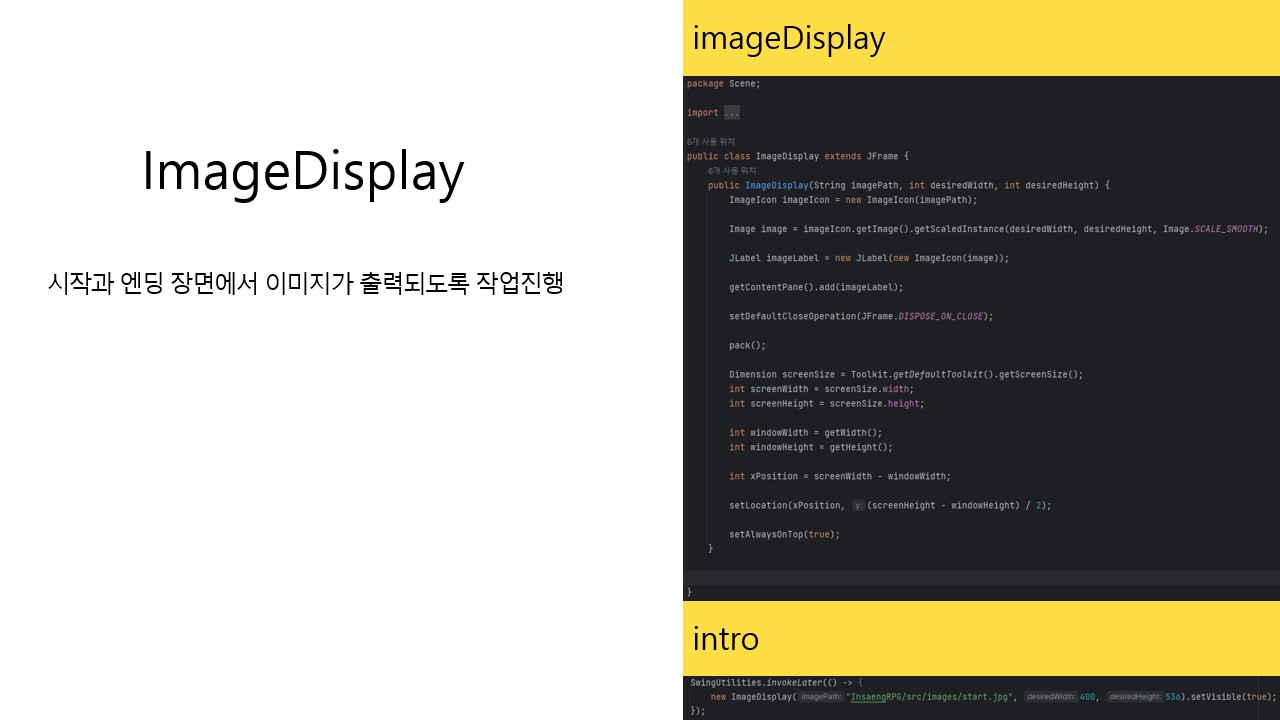 ImageDisplay
시작과 엔딩 장면에서 이미지가 출력되도록 작업진행
imageDisplay
package Scene;
import ...
6개 사용 위치
public class ImageDisplay extends JFrame {
6개 사용 위치
public ImageDisplay(String imagePath, int desiredWidth, int desiredHeight) {
ImageIcon imageIcon = new ImageIcon(imagePath);
Image image = imageIcon.getImage().getScaledInstance(desiredWidth, desiredHeight, Image.SCALE_SMOOTH);
JLabel imageLabel = new JLabel(new ImageIcon(image));
getContentPane().add(imageLabel);
setDefaultCloseOperation(JFrame.DISPOSE_ON_CLOSE);
pack();
Dimension screenSize = Toolkit.getDefaultToolkit().getScreenSize();
int screenWidth = screenSize.width;
int screenHeight = screenSize.height;
int windowWidth = getWidth();
int windowHeight = getHeight();
int xPosition = screenWidth - windowWidth;
setLocation(xPosition, y: (screenHeight - windowHeight) / 2);
setAlwaysOnTop(true);
}
}
intro
SwingUtilities.invokeLater(() -> {
new ImageDisplay( imagePath: "InsaengRPG/src/images/start.jpg", desiredWidth: 400, desiredHeight: 536).setVisible(true);
});